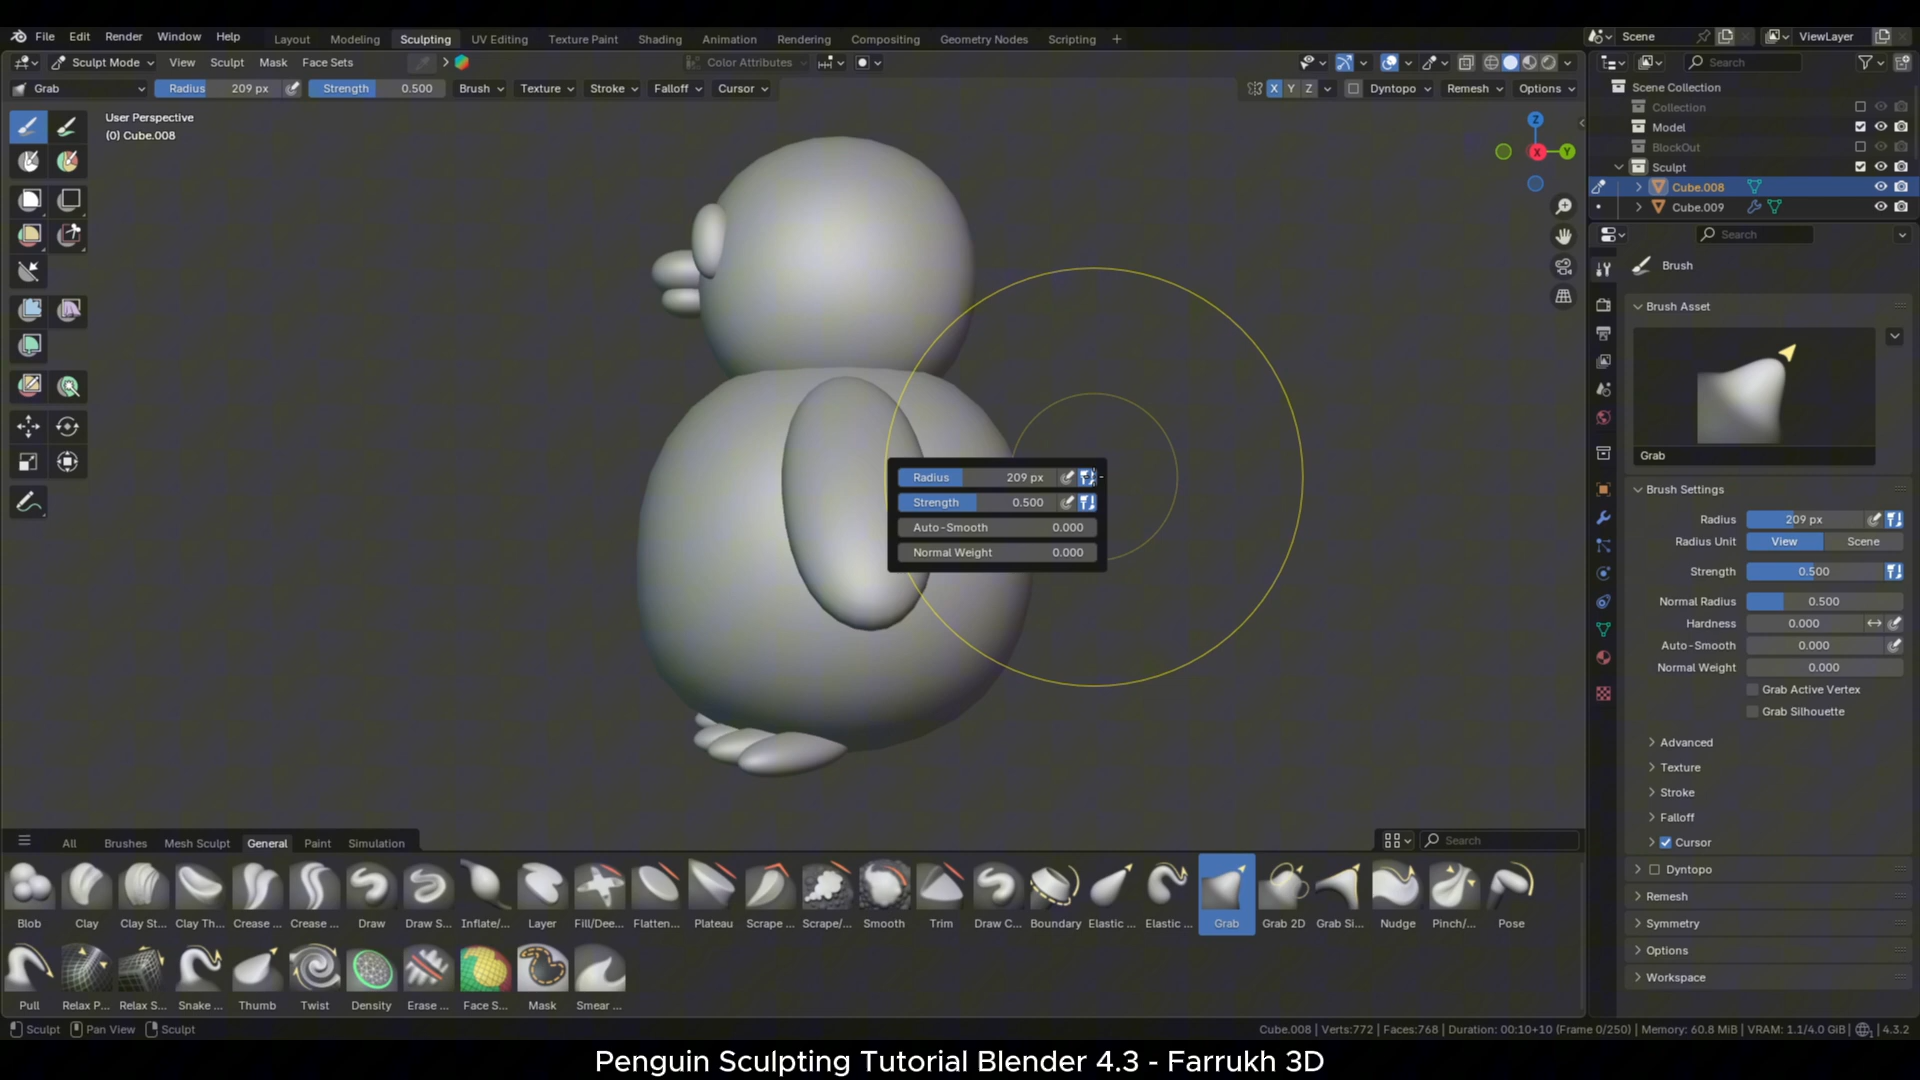 File Edit Render Window Help Layout Modeling Sculpting UV Editing Texture Paint Shading Animation Rendering Compositing Geometry Nodes Scripting + Scene ViewLayer
Sculpt Mode View Sculpt Mask Face Sets Color Attributes Search
Grab Radius 209 px Strength 0.500 Brush Texture Stroke Falloff Cursor X Y Z Dyntopo Remesh Options
User Perspective
(0) Cube.008
Z
X
Y
Scene Collection
Collection
Model
BlockOut
Sculpt
Cube.008
Cube.009
Search
Brush
Brush Asset
Grab
Brush Settings
Radius 209 px
Radius Unit View Scene
Strength 0.500
Normal Radius 0.500
Hardness 0.000
Auto-Smooth 0.000
Normal Weight 0.000
Grab Active Vertex
Grab Silhouette
Advanced
Texture
Stroke
Falloff
Cursor
Dyntopo
Remesh
Symmetry
Options
Workspace
Radius 209 px
Strength 0.500
Auto-Smooth 0.000
Normal Weight 0.000
All Brushes Mesh Sculpt General Paint Simulation Search
Blob Clay Clay St... Clay Th... Crease ... Crease ... Draw Draw S... Inflate/... Layer Fill/Dee... Flatten... Plateau Scrape ... Scrape/... Smooth Trim Draw C... Boundary Elastic ... Elastic ... Grab Grab 2D Grab Si... Nudge Pinch/... Pose
Pull Relax P... Relax S... Snake ... Thumb Twist Density Erase ... Face S... Mask Smear ...
Sculpt Pan View Sculpt Cube.008 | Verts:772 | Faces:768 | Duration: 00:10+10 (Frame 0/250) | Memory: 60.8 MiB | VRAM: 1.1/4.0 GiB | 4.3.2
Penguin Sculpting Tutorial Blender 4.3 - Farrukh 3D